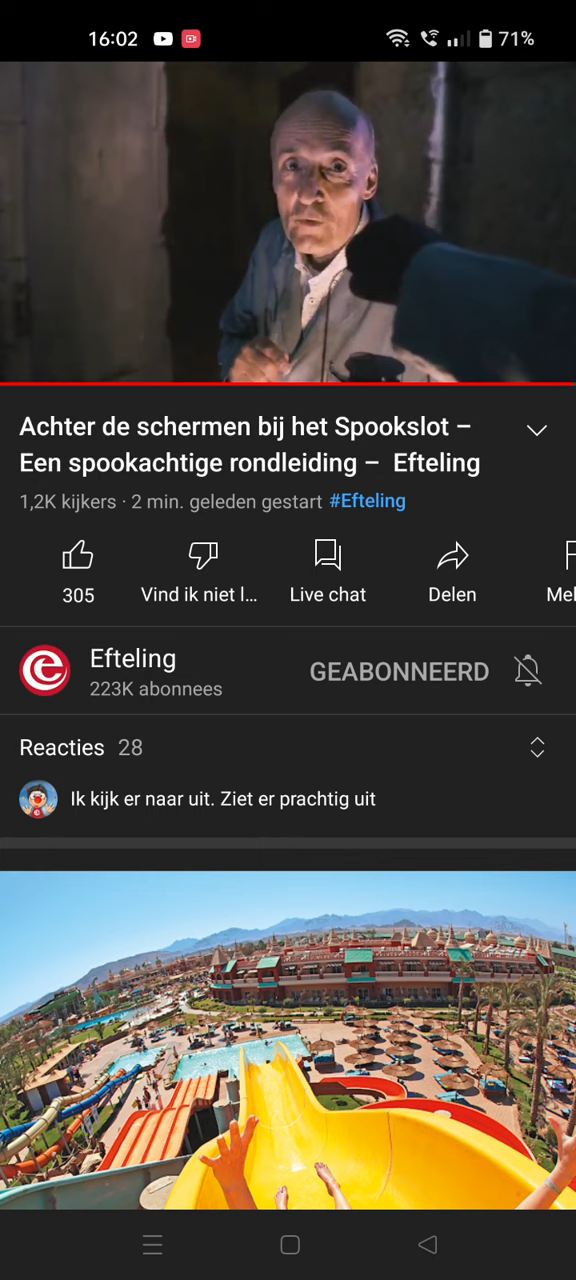 16:02
71%
Achter de schermen bij het Spookslot –
Een spookachtige rondleiding – Efteling
1,2K kijkers · 2 min. geleden gestart #Efteling
305
Vind ik niet l...
Live chat
Delen
Mel
Efteling
223K abonnees
GEABONNEERD
Reacties 28
Ik kijk er naar uit. Ziet er prachtig uit